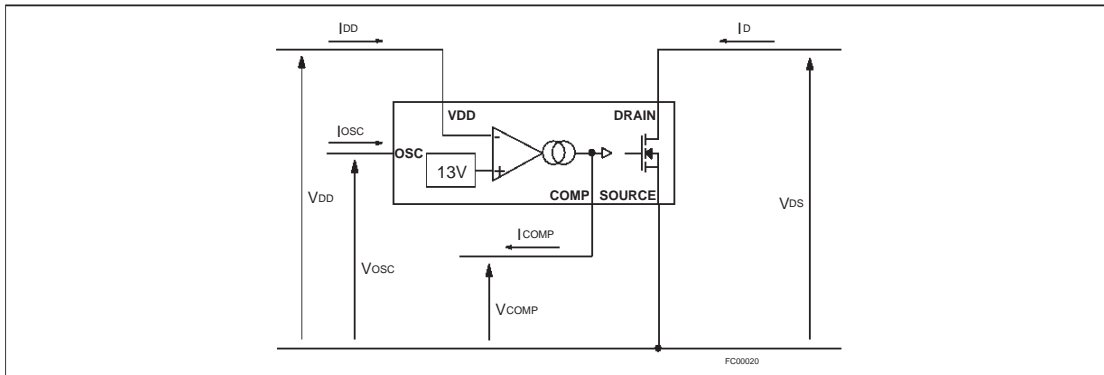 IDD
ID
VDD
DRAIN
IOSC
-
OSC
13V
+
COMP
SOURCE
VDD
VDS
ICOMP
VOSC
VCOMP
FC00020